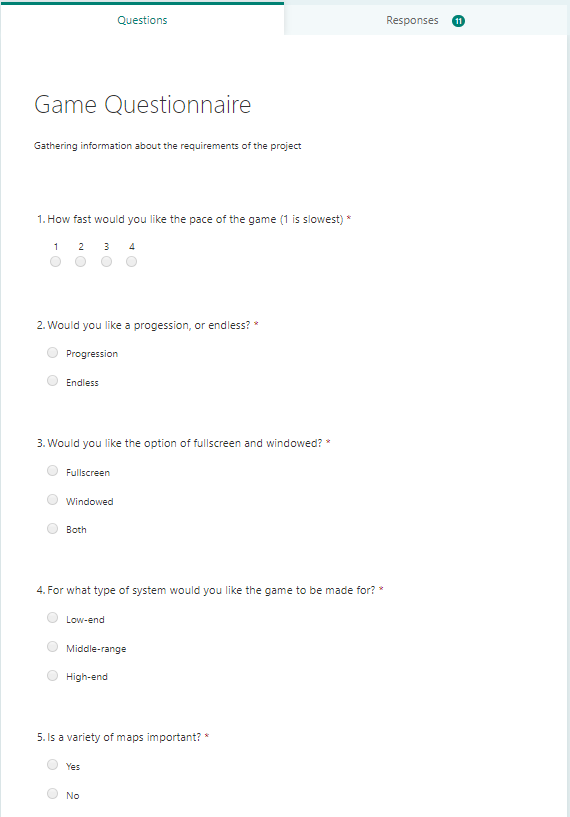 Questions
Responses 11
Game Questionnaire
Gathering information about the requirements of the project
1. How fast would you like the pace of the game (1 is slowest) *
1 2 3 4
2. Would you like a progession, or endless? *
Progression
Endless
3. Would you like the option of fullscreen and windowed? *
Fullscreen
Windowed
Both
4. For what type of system would you like the game to be made for? *
Low-end
Middle-range
High-end
5. Is a variety of maps important? *
Yes
No